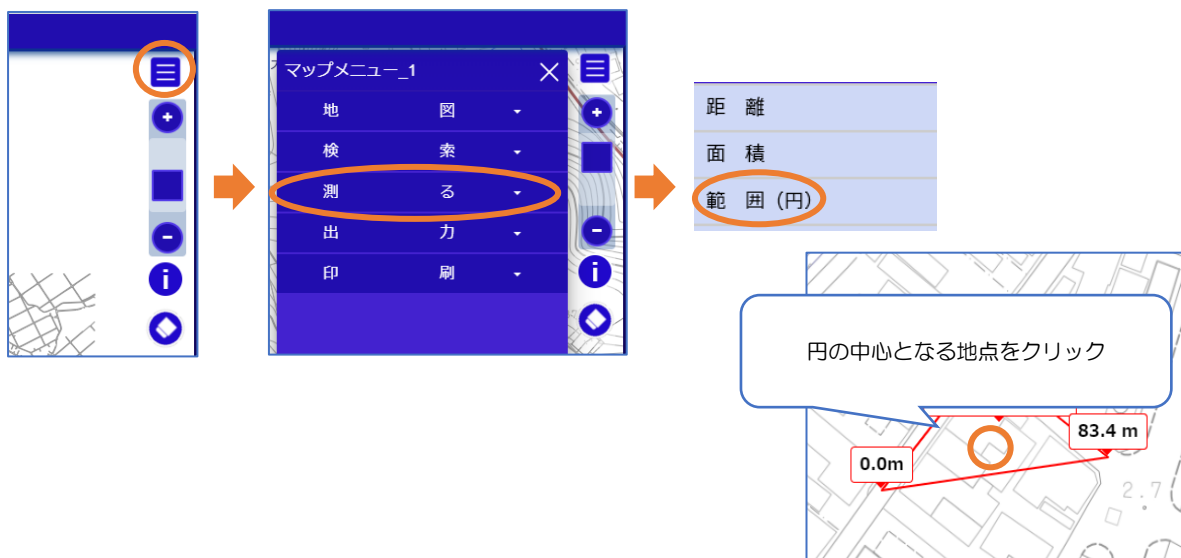 マップメニュー_1
地 図
検 索
測 る
出 力
印 刷
距 離
面 積
範 囲（円）
円の中心となる地点をクリック
83.4 m
0.0m
2.7